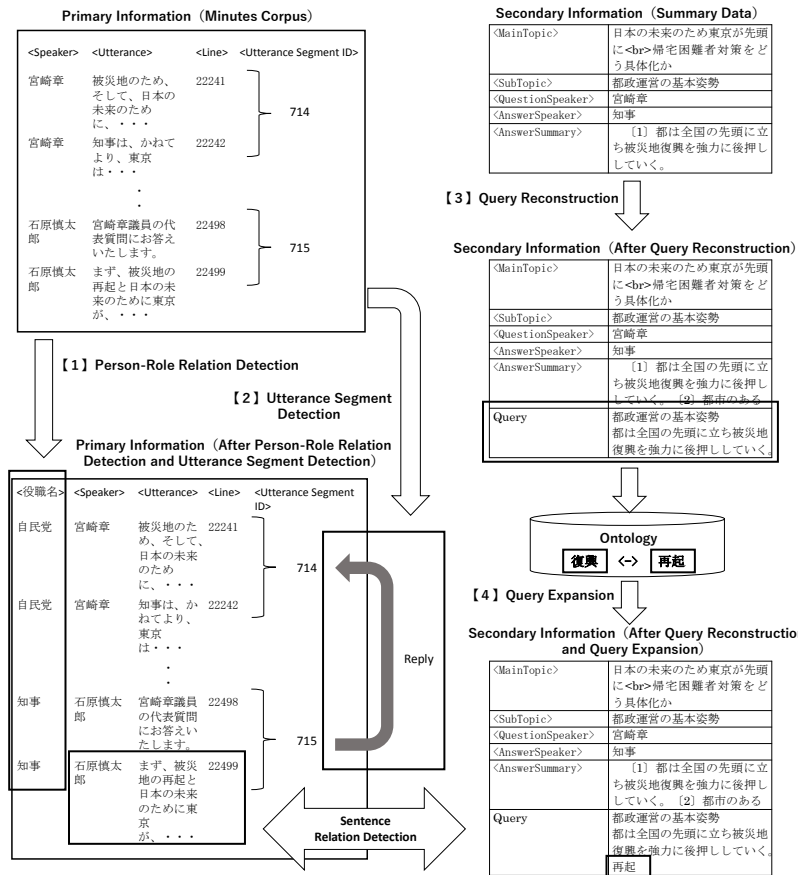 Primary Information（Minutes Corpus）
<Speaker> <Utterance> <Line> <Utterance Segment ID>
宮崎章 被災地のため、 22241
そして、日本の
未来のため
に、・・・
714
宮崎章 知事は、かねて 22242
より、東京
は・・・
・
・
石原慎太 宮崎章議員の代 22498
郎 表質問にお答え
いたします。
715
石原慎太 まず、被災地の 22499
郎 再起と日本の未
来のために東京
が、・・・
【1】Person-Role Relation Detection
【2】Utterance Segment
Detection
Primary Information（After Person-Role Relation
Detection and Utterance Segment Detection）
<役職名> <Speaker> <Utterance> <Line> <Utterance Segment
ID>
自民党 宮崎章 被災地のた 22241
め、そして、
日本の未来
のため
に、・・・
714
自民党 宮崎章 知事は、か 22242
ねてより、
東京
は・・・
・
・
Reply
知事 石原慎太 宮崎章議員 22498
郎 の代表質問
にお答えい
たします。
715
知事 石原慎太 まず、被災 22499
郎 地の再起と
日本の未来
のために東
京
が、・・・
Sentence
Relation Detection
Secondary Information（Summary Data）
<MainTopic> 日本の未来のため東京が先頭
に<br>帰宅困難者対策をど
う具体化か
<SubTopic> 都政運営の基本姿勢
<QuestionSpeaker> 宮崎章
<AnswerSpeaker> 知事
<AnswerSummary> 〔1〕都は全国の先頭に立
ち被災地復興を強力に後押し
していく。
【3】Query Reconstruction
Secondary Information（After Query Reconstruction）
<MainTopic> 日本の未来のため東京が先頭
に<br>帰宅困難者対策をど
う具体化か
<SubTopic> 都政運営の基本姿勢
<QuestionSpeaker> 宮崎章
<AnswerSpeaker> 知事
<AnswerSummary> 〔1〕都は全国の先頭に立
ち被災地復興を強力に後押し
していく。〔2〕都市のある
Query 都政運営の基本姿勢
都は全国の先頭に立ち被災地
復興を強力に後押ししていく。
Ontology
復興 <-> 再起
【4】Query Expansion
Secondary Information（After Query Reconstructio
and Query Expansion）
<MainTopic> 日本の未来のため東京が先頭
に<br>帰宅困難者対策をど
う具体化か
<SubTopic> 都政運営の基本姿勢
<QuestionSpeaker> 宮崎章
<AnswerSpeaker> 知事
<AnswerSummary> 〔1〕都は全国の先頭に立
ち被災地復興を強力に後押し
していく。〔2〕都市のある
Query 都政運営の基本姿勢
都は全国の先頭に立ち被災地
復興を強力に後押ししていく。
再起